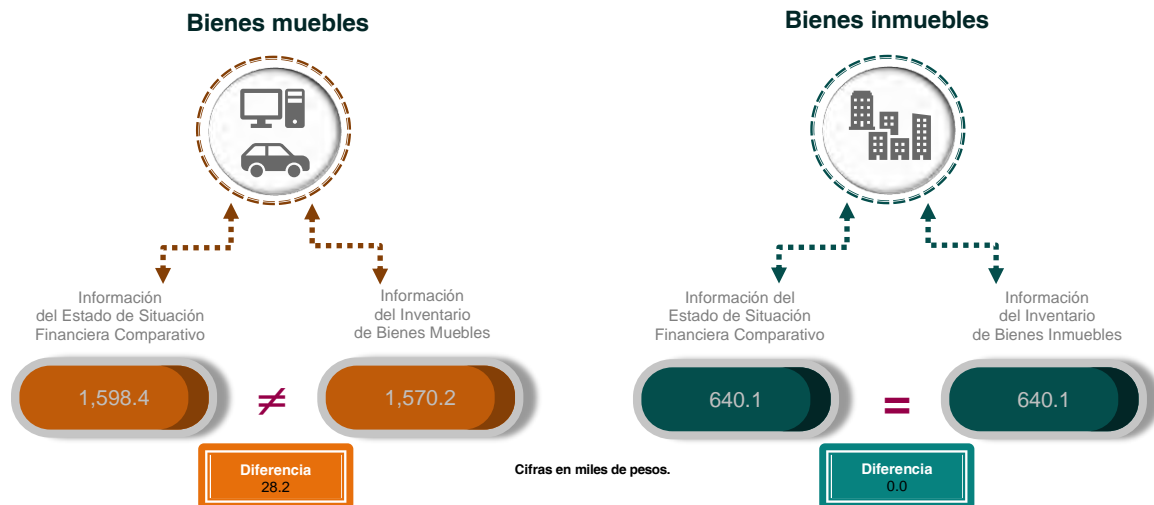 Bienes muebles
Información
del Estado de Situación
Financiera Comparativo
Información
del Inventario
de Bienes Muebles
1,598.4
≠
1,570.2
Diferencia
28.2
Cifras en miles de pesos.
Bienes inmuebles
Información del
Estado de Situación
Financiera Comparativo
Información
del Inventario
de Bienes Inmuebles
640.1
=
640.1
Diferencia
0.0